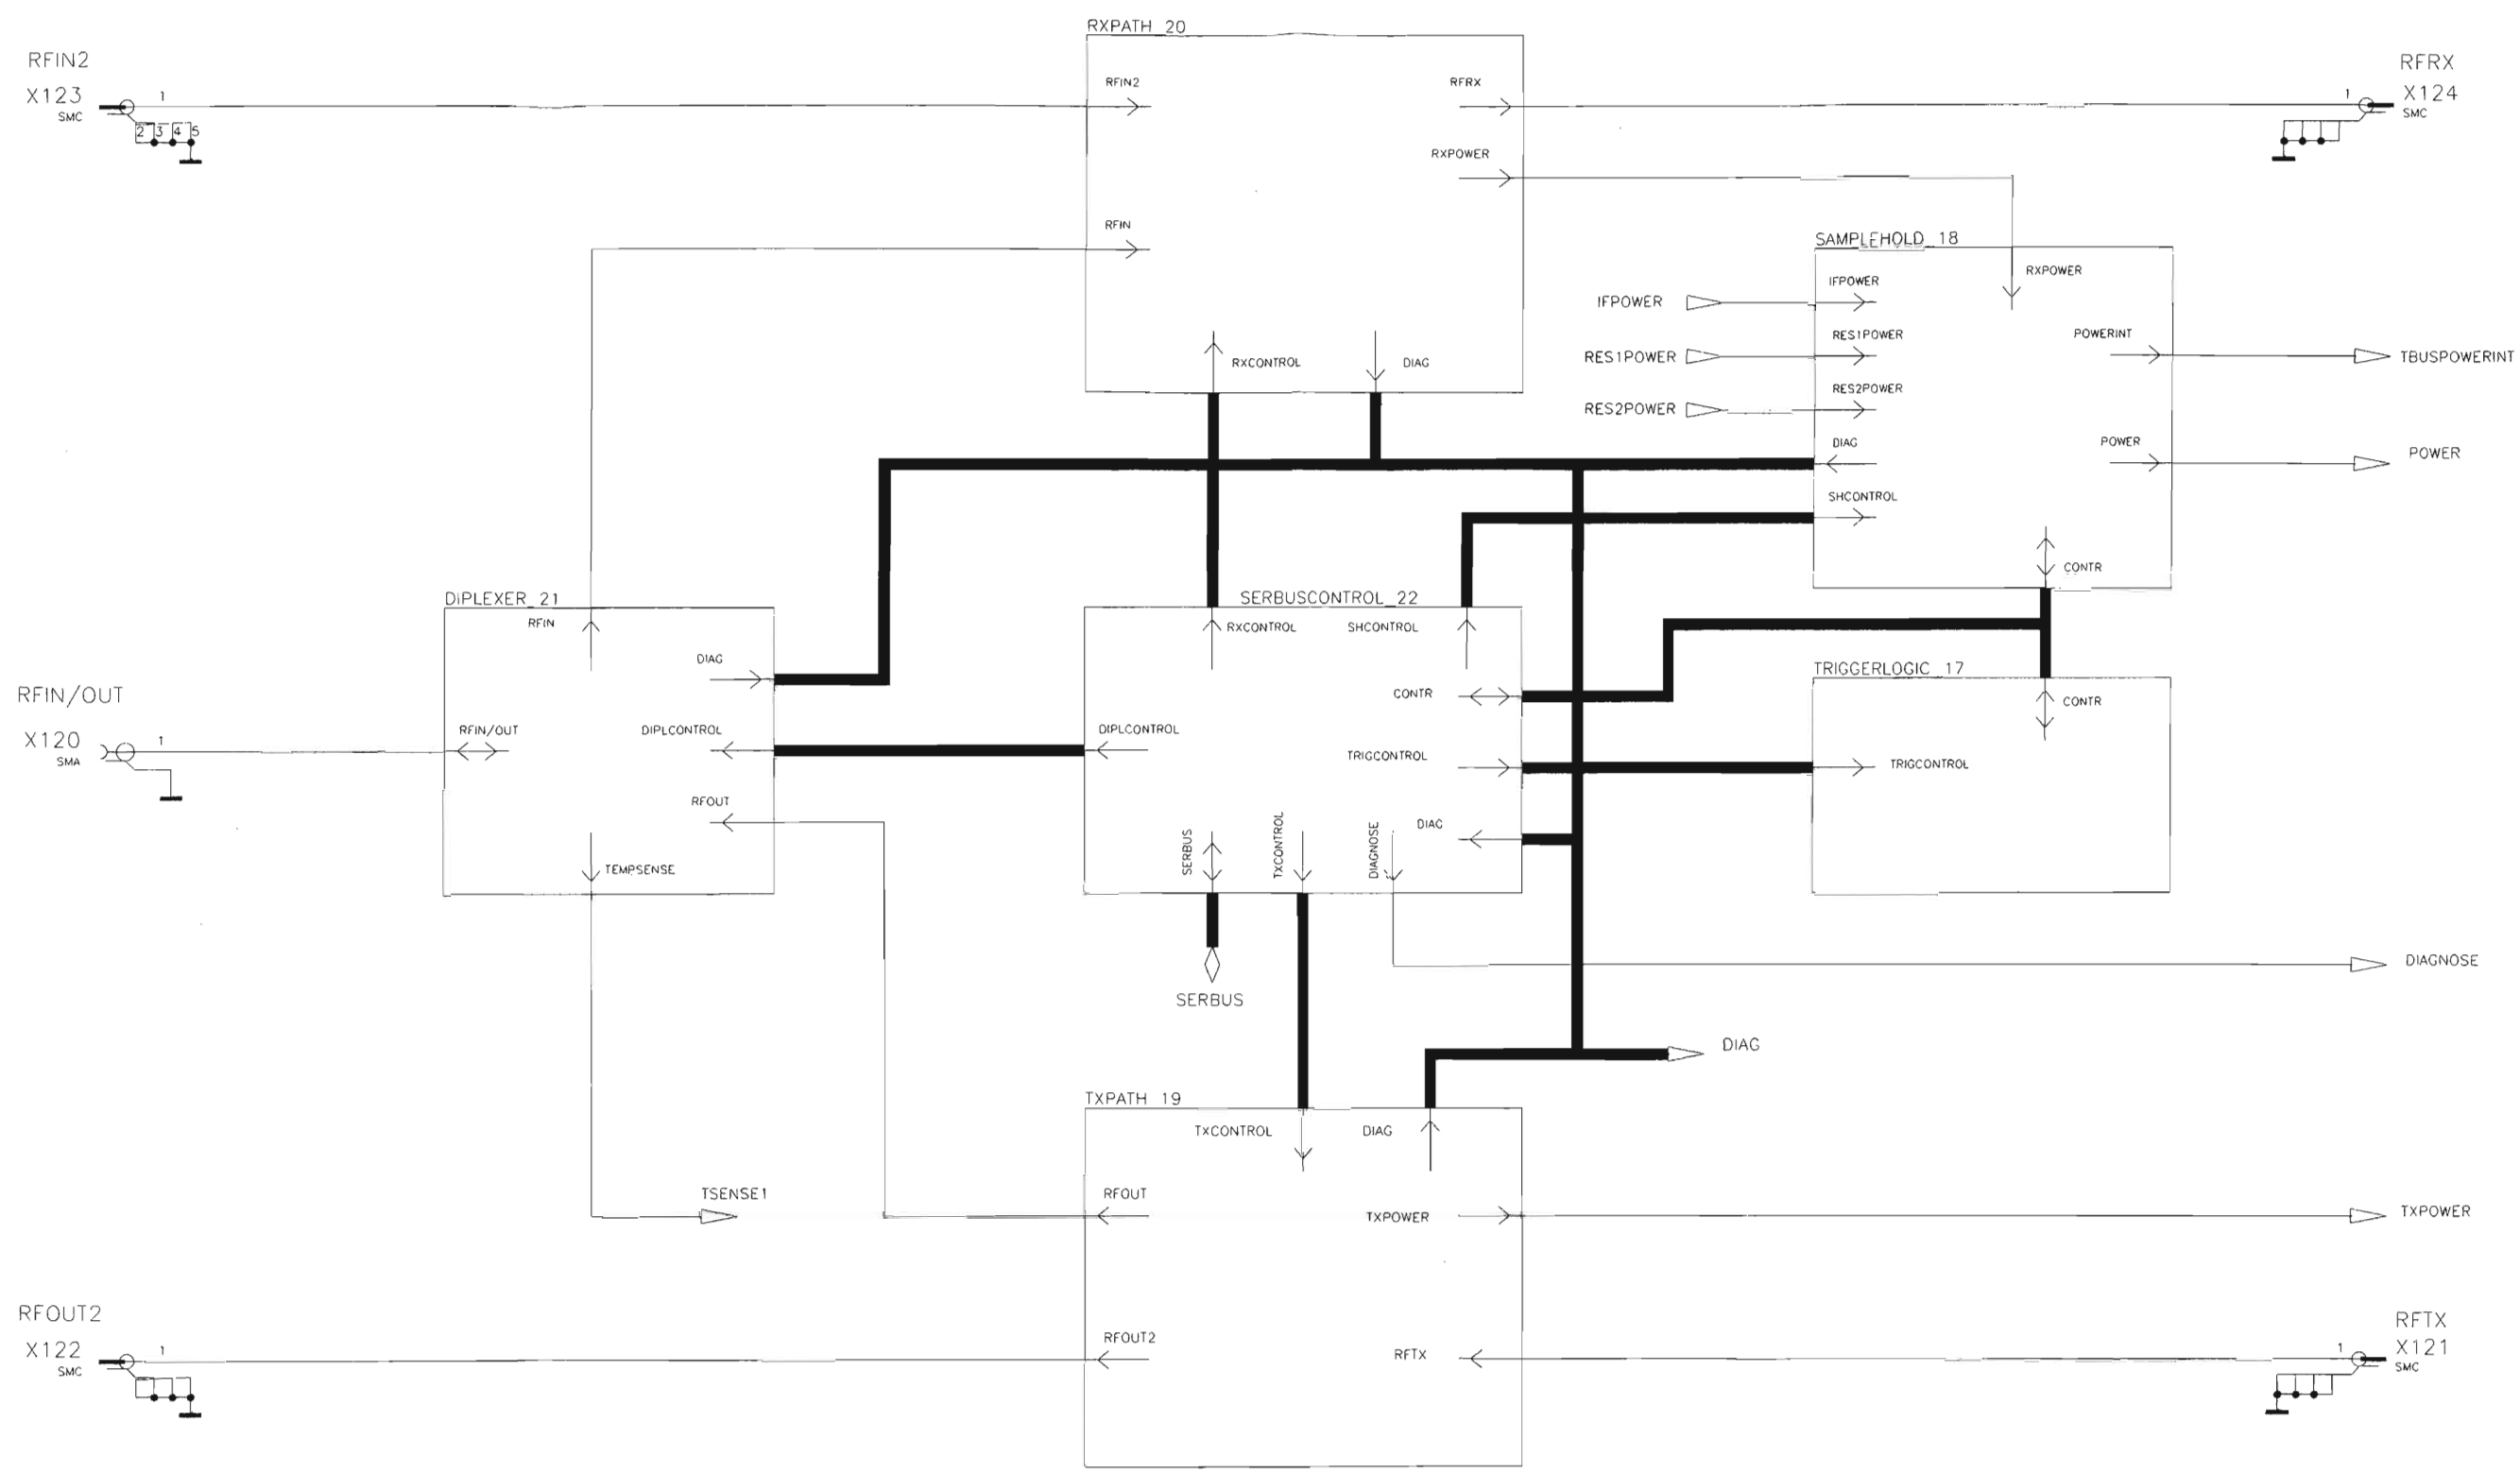 RXPATH_20
RFIN2
X123
SMC
1
2 3 4 5
RFIN2
RFRX
RXPOWER
RFIN
RXCONTROL
DIAG
RFRX
1
X124
SMC
SAMPLEHOLD_18
RXPOWER
IFPOWER
IFPOWER
RES1POWER
RES1POWER
RES2POWER
RES2POWER
DIAG
SHCONTROL
POWERINT
TBUSPOWERINT
POWER
POWER
CONTR
DIPLEXER_21
RFIN
DIAG
RFIN/OUT
X120
SMA
1
RFIN/OUT
DIPLCONTROL
RFOUT
TEMPSENSE
SERBUSCONTROL_22
RXCONTROL
SHCONTROL
CONTR
DIPLCONTROL
TRIGCONTROL
DIAG
SERBUS
TXCONTROL
DIAGNOSE
TRIGGERLOGIC_17
CONTR
TRIGCONTROL
DIAGNOSE
SERBUS
DIAG
TXPATH_19
TXCONTROL
DIAG
TSENSE1
RFOUT
TXPOWER
TXPOWER
RFOUT2
X122
SMC
1
RFOUT2
RFTX
RFTX
1
X121
SMC